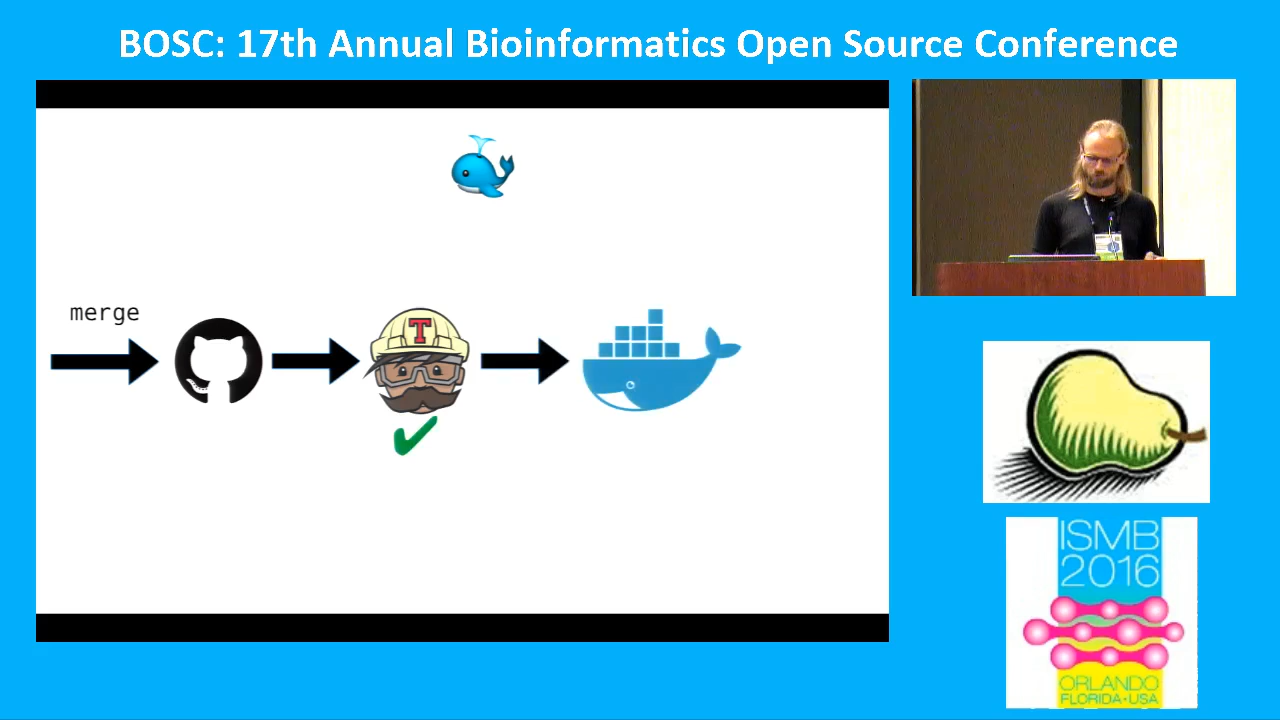 BOSC: 17th Annual Bioinformatics Open Source Conference
merge
T
ISMB
2016
ORLANDO
FLORIDA • USA